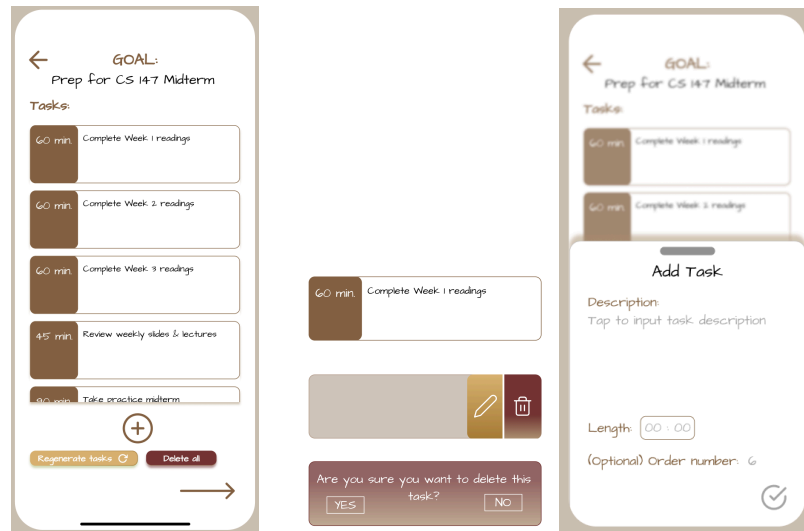 GOAL:
Prep for CS 147 Midterm
Tasks:
60 min.
Complete Week 1 readings
60 min.
Complete Week 2 readings
60 min.
Complete Week 3 readings
45 min.
Review weekly slides & lectures
90 min.
Take practice midterm
Regenerate tasks
Delete all
60 min.
Complete Week 1 readings
Are you sure you want to delete this
task?
YES
NO
GOAL:
Prep for CS 147 Midterm
Tasks:
60 min.
Complete Week 1 readings
60 min.
Complete Week 2 readings
Add Task
Description:
Tap to input task description
Length: 00 : 00
(Optional) Order number: 6